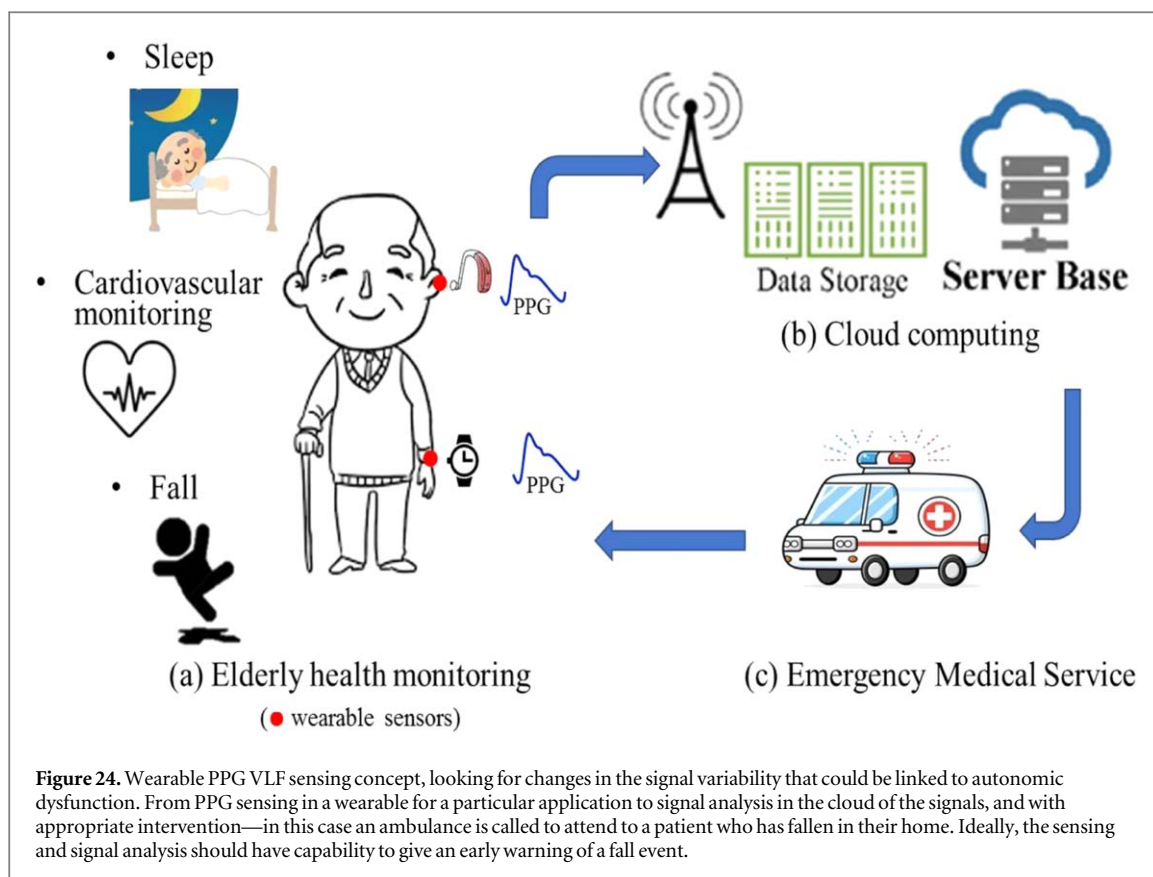 • Sleep
• Cardiovascular
monitoring
• Fall
PPG
PPG
(a) Elderly health monitoring
(● wearable sensors)
Data Storage
Server Base
(b) Cloud computing
(c) Emergency Medical Service
Figure 24. Wearable PPG VLF sensing concept, looking for changes in the signal variability that could be linked to autonomic
dysfunction. From PPG sensing in a wearable for a particular application to signal analysis in the cloud of the signals, and with
appropriate intervention—in this case an ambulance is called to attend to a patient who has fallen in their home. Ideally, the sensing
and signal analysis should have capability to give an early warning of a fall event.